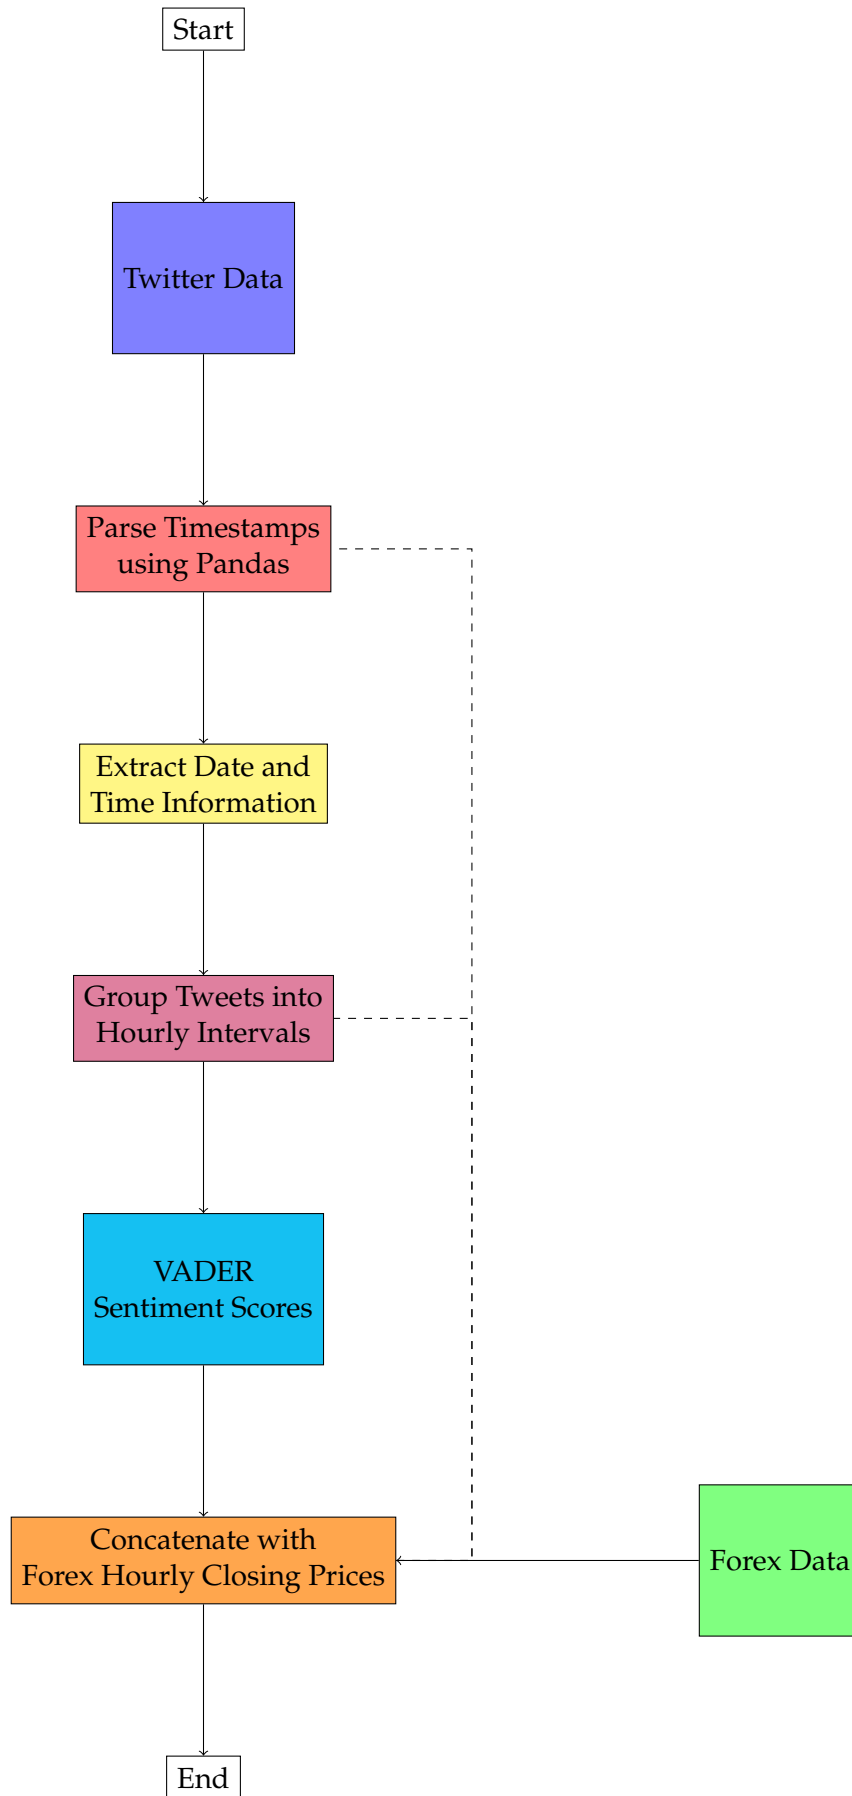 Start
Twitter Data
Parse Timestamps
using Pandas
Extract Date and
Time Information
Group Tweets into
Hourly Intervals
VADER
Sentiment Scores
Concatenate with
Forex Hourly Closing Prices
Forex Data
End